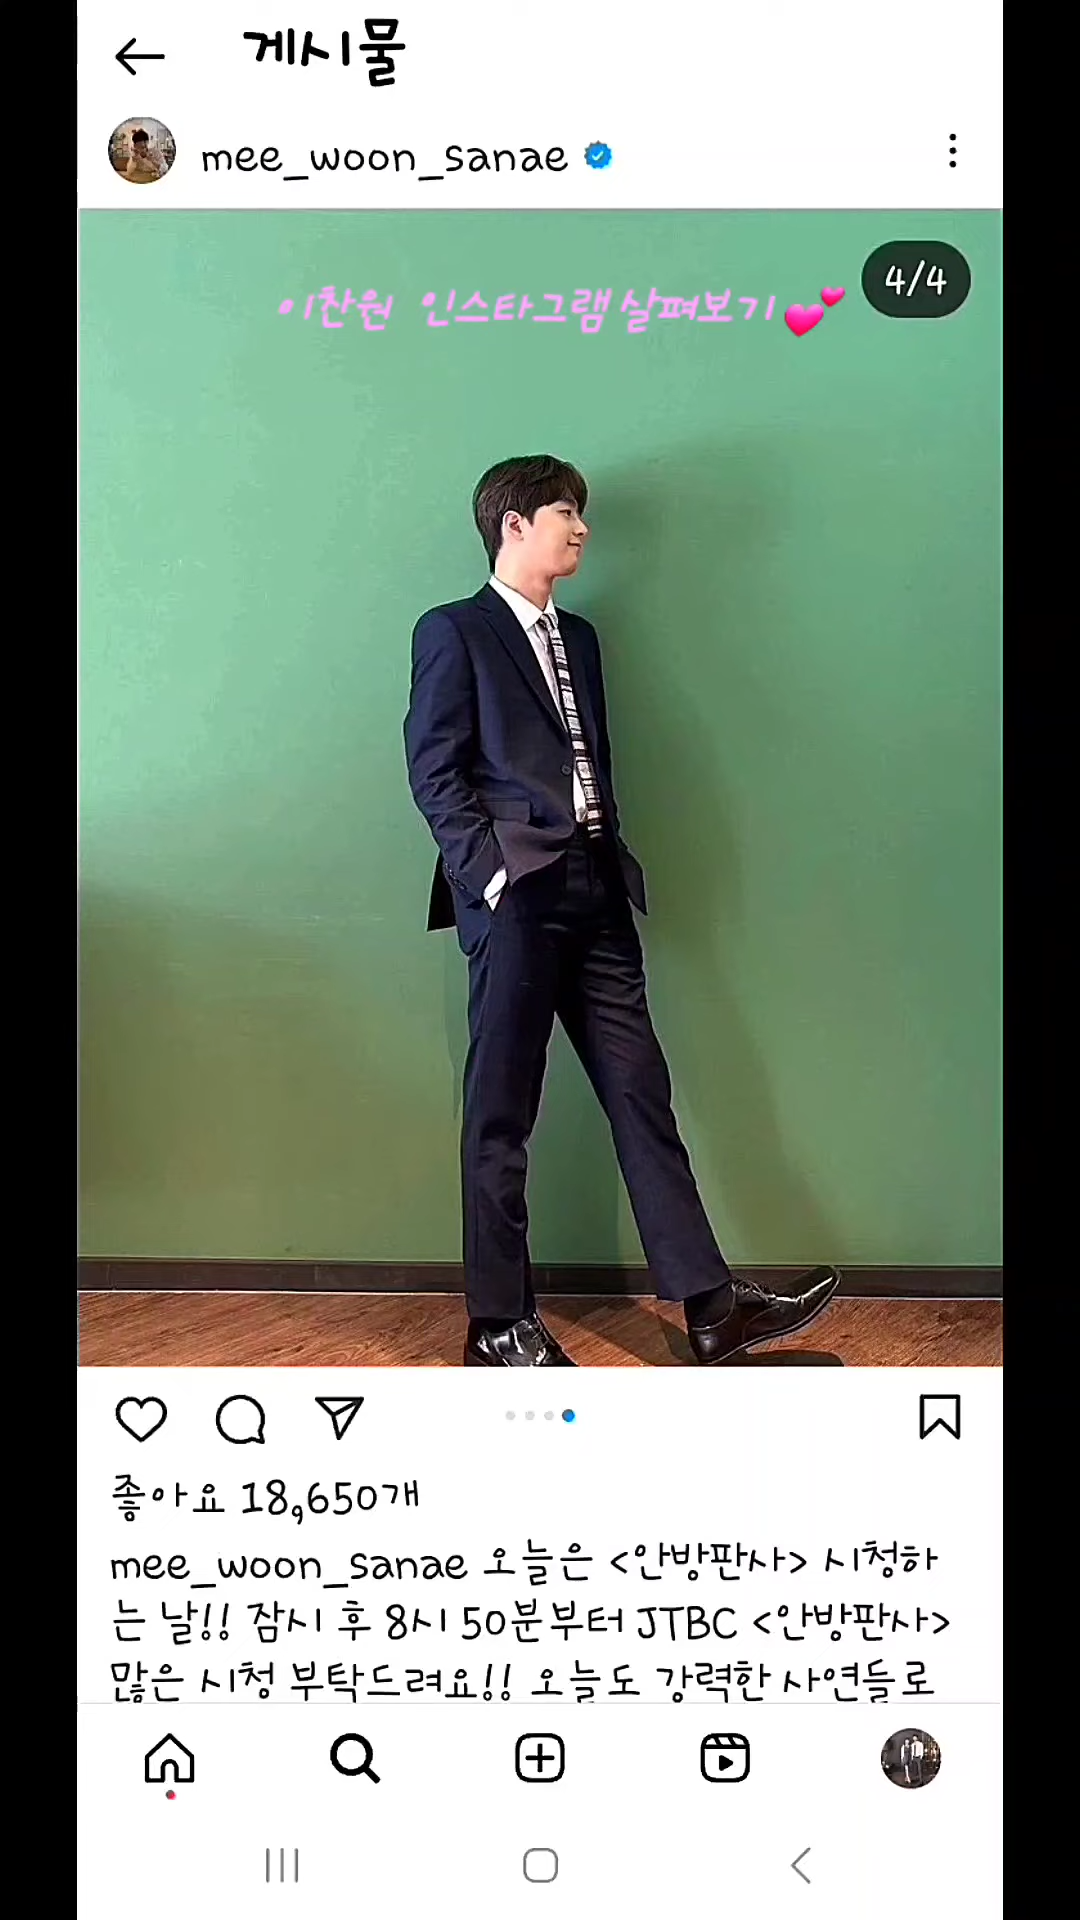 게시물
mee_woon_sanae
4/4
이찬원 인스타그램 살펴보기
좋아요 18,650개
mee_woon_sanae 오늘은 <안방판사> 시청하
는 날!! 잠시 후 8시 50분부터 JTBC <안방판사>
많은 시청 부탁드려요!! 오늘도 강력한 사연들로